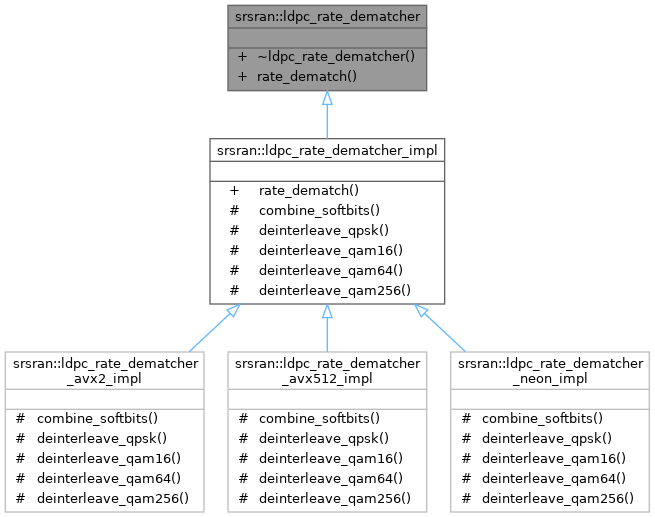 srsran::ldpc_rate_dematcher
+ ~ldpc_rate_dematcher()
+ rate_dematch()
srsran::ldpc_rate_dematcher_impl
+ rate_dematch()
# combine_softbits()
# deinterleave_qpsk()
# deinterleave_qam16()
# deinterleave_qam64()
# deinterleave_qam256()
srsran::ldpc_rate_dematcher
_avx2_impl
# combine_softbits()
# deinterleave_qpsk()
# deinterleave_qam16()
# deinterleave_qam64()
# deinterleave_qam256()
srsran::ldpc_rate_dematcher
_avx512_impl
# combine_softbits()
# deinterleave_qpsk()
# deinterleave_qam16()
# deinterleave_qam64()
# deinterleave_qam256()
srsran::ldpc_rate_dematcher
_neon_impl
# combine_softbits()
# deinterleave_qpsk()
# deinterleave_qam16()
# deinterleave_qam64()
# deinterleave_qam256()